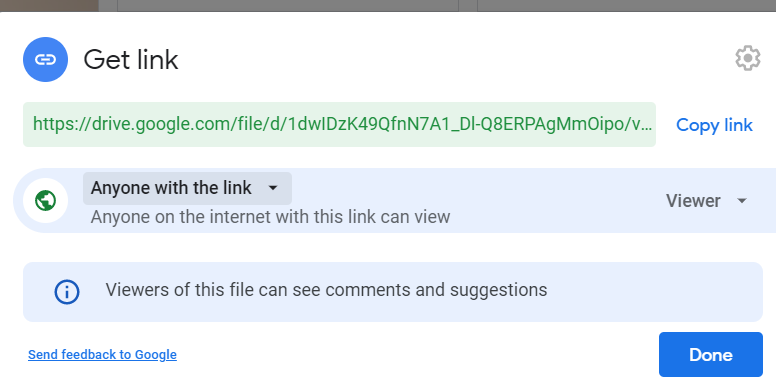 Get link
https://drive.google.com/file/d/1dwIDzK49QfnN7A1_Dl-Q8ERPAgMmOipo/v...
Copy link
Anyone with the link
Anyone on the internet with this link can view
Viewer
Viewers of this file can see comments and suggestions
Send feedback to Google
Done